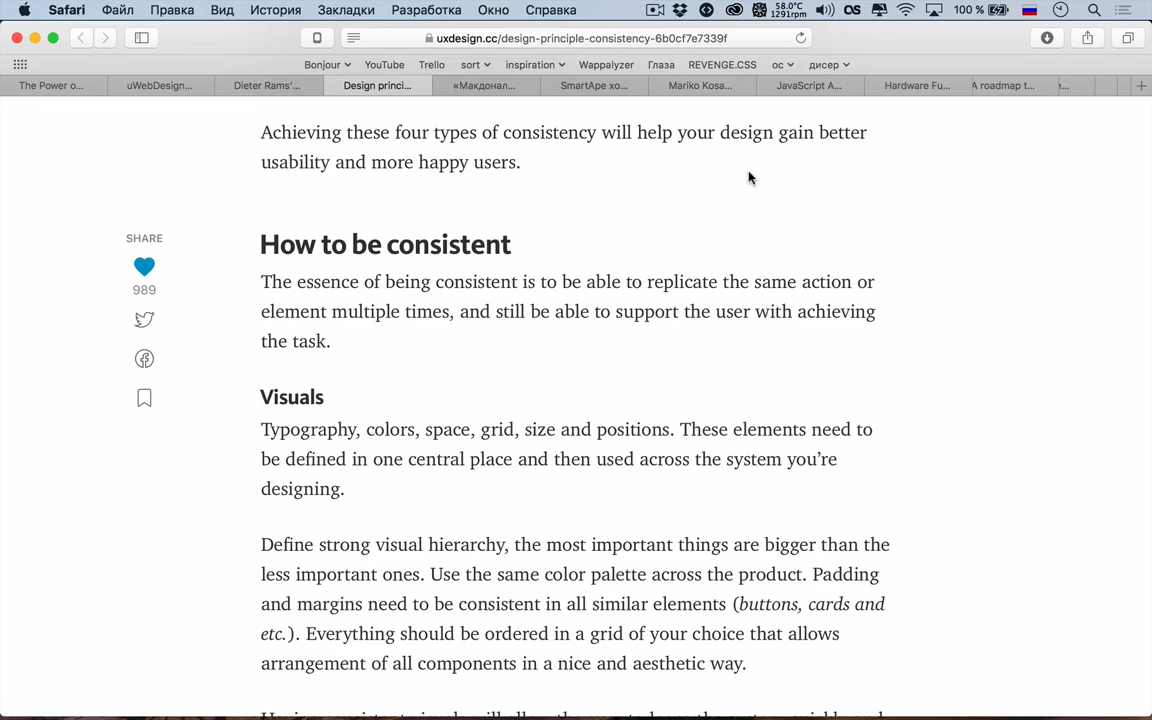 Safari Файл Правка Вид История Закладки Разработка Окно Справка 58.0°C 1291rpm 100 %
uxdesign.cc/design-principle-consistency-6b0cf7e7339f
Bonjour YouTube Trello sort inspiration Wappalyzer Глаза REVENGE.CSS ос дисер
The Power o... uWebDesign... Dieter Rams'... Design princi... «Макдонал... SmartApe хо... Mariko Kosa... JavaScript A... Hardware Fu... A roadmap t...
Achieving these four types of consistency will help your design gain better
usability and more happy users.
SHARE
989
How to be consistent
The essence of being consistent is to be able to replicate the same action or
element multiple times, and still be able to support the user with achieving
the task.
Visuals
Typography, colors, space, grid, size and positions. These elements need to
be defined in one central place and then used across the system you're
designing.
Define strong visual hierarchy, the most important things are bigger than the
less important ones. Use the same color palette across the product. Padding
and margins need to be consistent in all similar elements (buttons, cards and
etc.). Everything should be ordered in a grid of your choice that allows
arrangement of all components in a nice and aesthetic way.